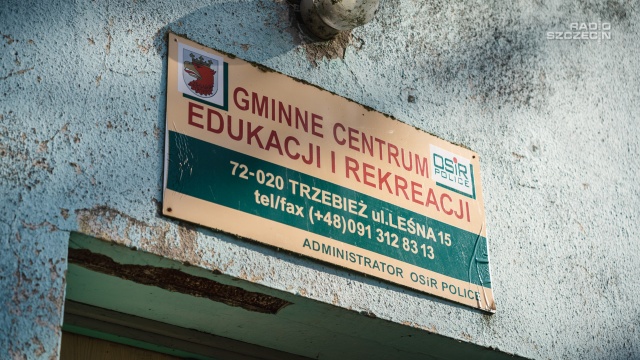 RADIO
SZCZECIN
GMINNE CENTRUM
EDUKACJI I REKREACJI
OSiR
POLICE
72-020 TRZEBIEŻ ul.LEŚNA 15
tel/fax (+48)091 312 83 13
ADMINISTRATOR OSiR POLICE